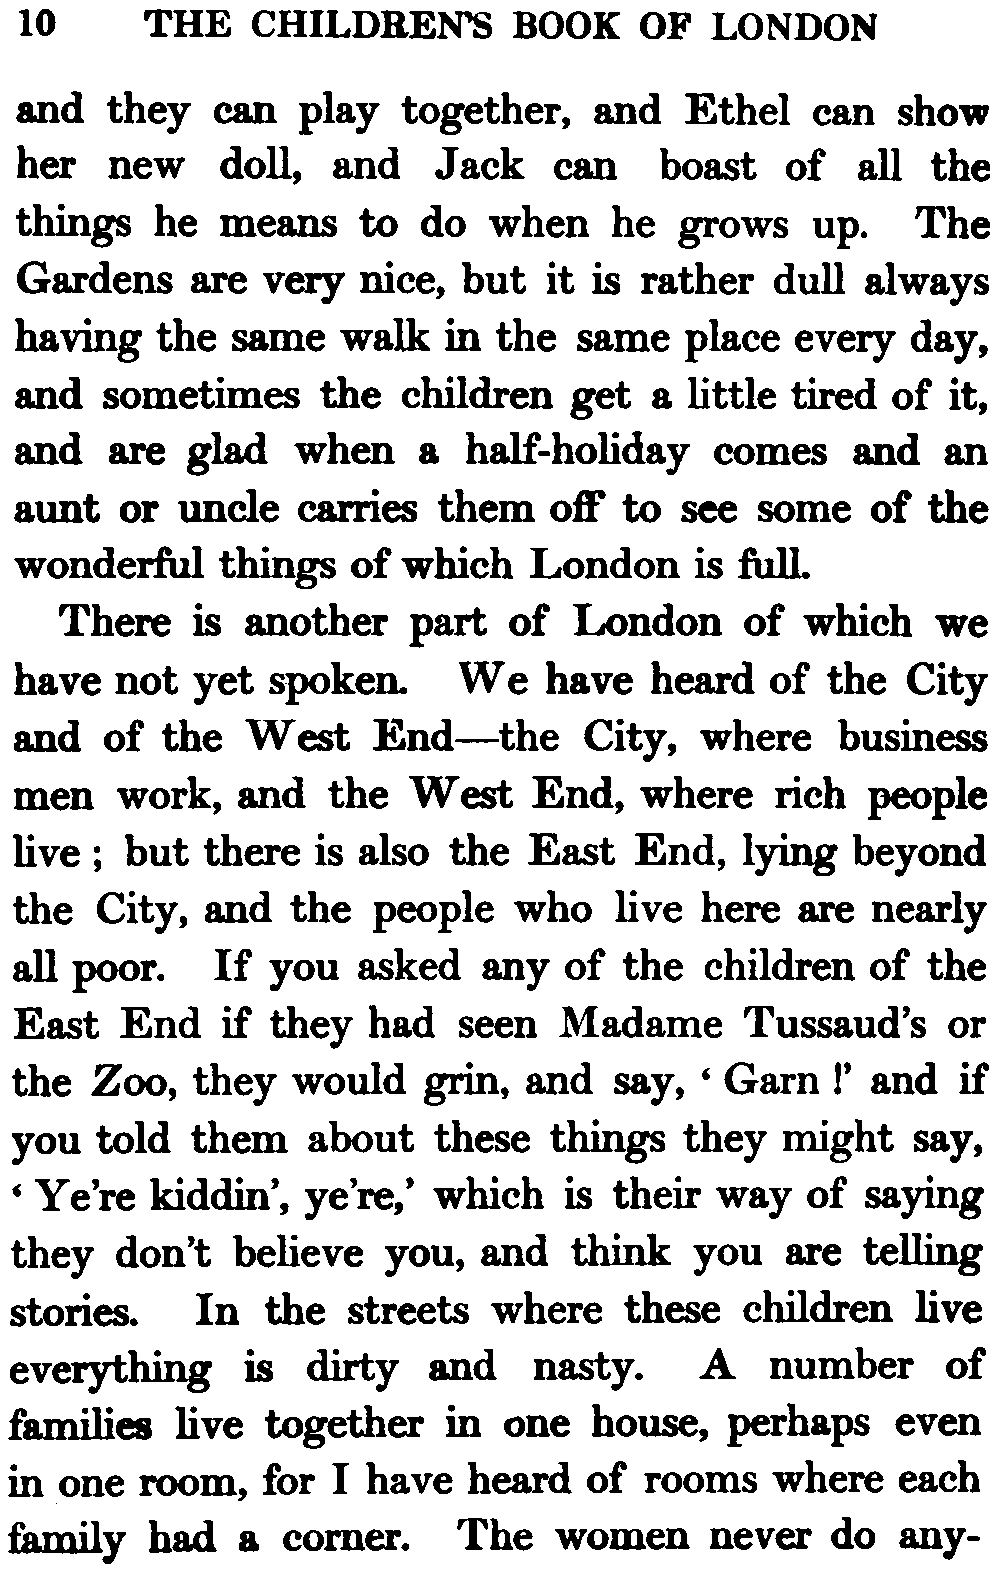 10 THE CHILDREN'S BOOK OF LONDON
and they can play together, and Ethel can show
her new doll, and Jack can boast of all the
things he means to do when he grows up. The
Gardens are very nice, but it is rather dull always
having the same walk in the same place every day,
and sometimes the children get a little tired of it,
and are glad when a half-holiday comes and an
aunt or uncle carries them off to see some of the
wonderful things of which London is full.
There is another part of London of which we
have not yet spoken. We have heard of the City
and of the West End—the City, where business
men work, and the West End, where rich people
live ; but there is also the East End, lying beyond
the City, and the people who live here are nearly
all poor. If you asked any of the children of the
East End if they had seen Madame Tussaud's or
the Zoo, they would grin, and say, ‘ Garn !’ and if
you told them about these things they might say,
‘ Ye're kiddin’, ye're,’ which is their way of saying
they don't believe you, and think you are telling
stories. In the streets where these children live
everything is dirty and nasty. A number of
families live together in one house, perhaps even
in one room, for I have heard of rooms where each
family had a corner. The women never do any-